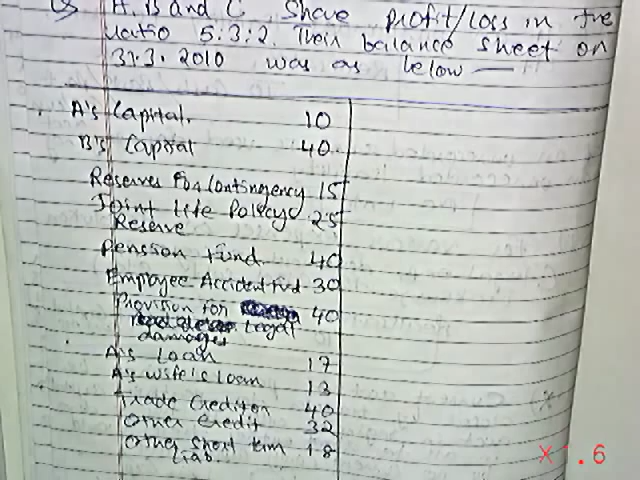 A, B and C Share profit/loss in the
ratio 5:3:2. Their balance sheet on
31.3.2010 was as below —
A's Capital. 10
B's Capital 40
Reserves For Contingency 15
Joint Life Policys 25
Reserve
Pension Fund 40
Employee Accident Fund 30
Provision for 40
Legal
damages
A's Loan 17
A's wife's loan 13
Trade Creditor 40
Other Credit 32
Other Short term 18
Liab.
x1.6